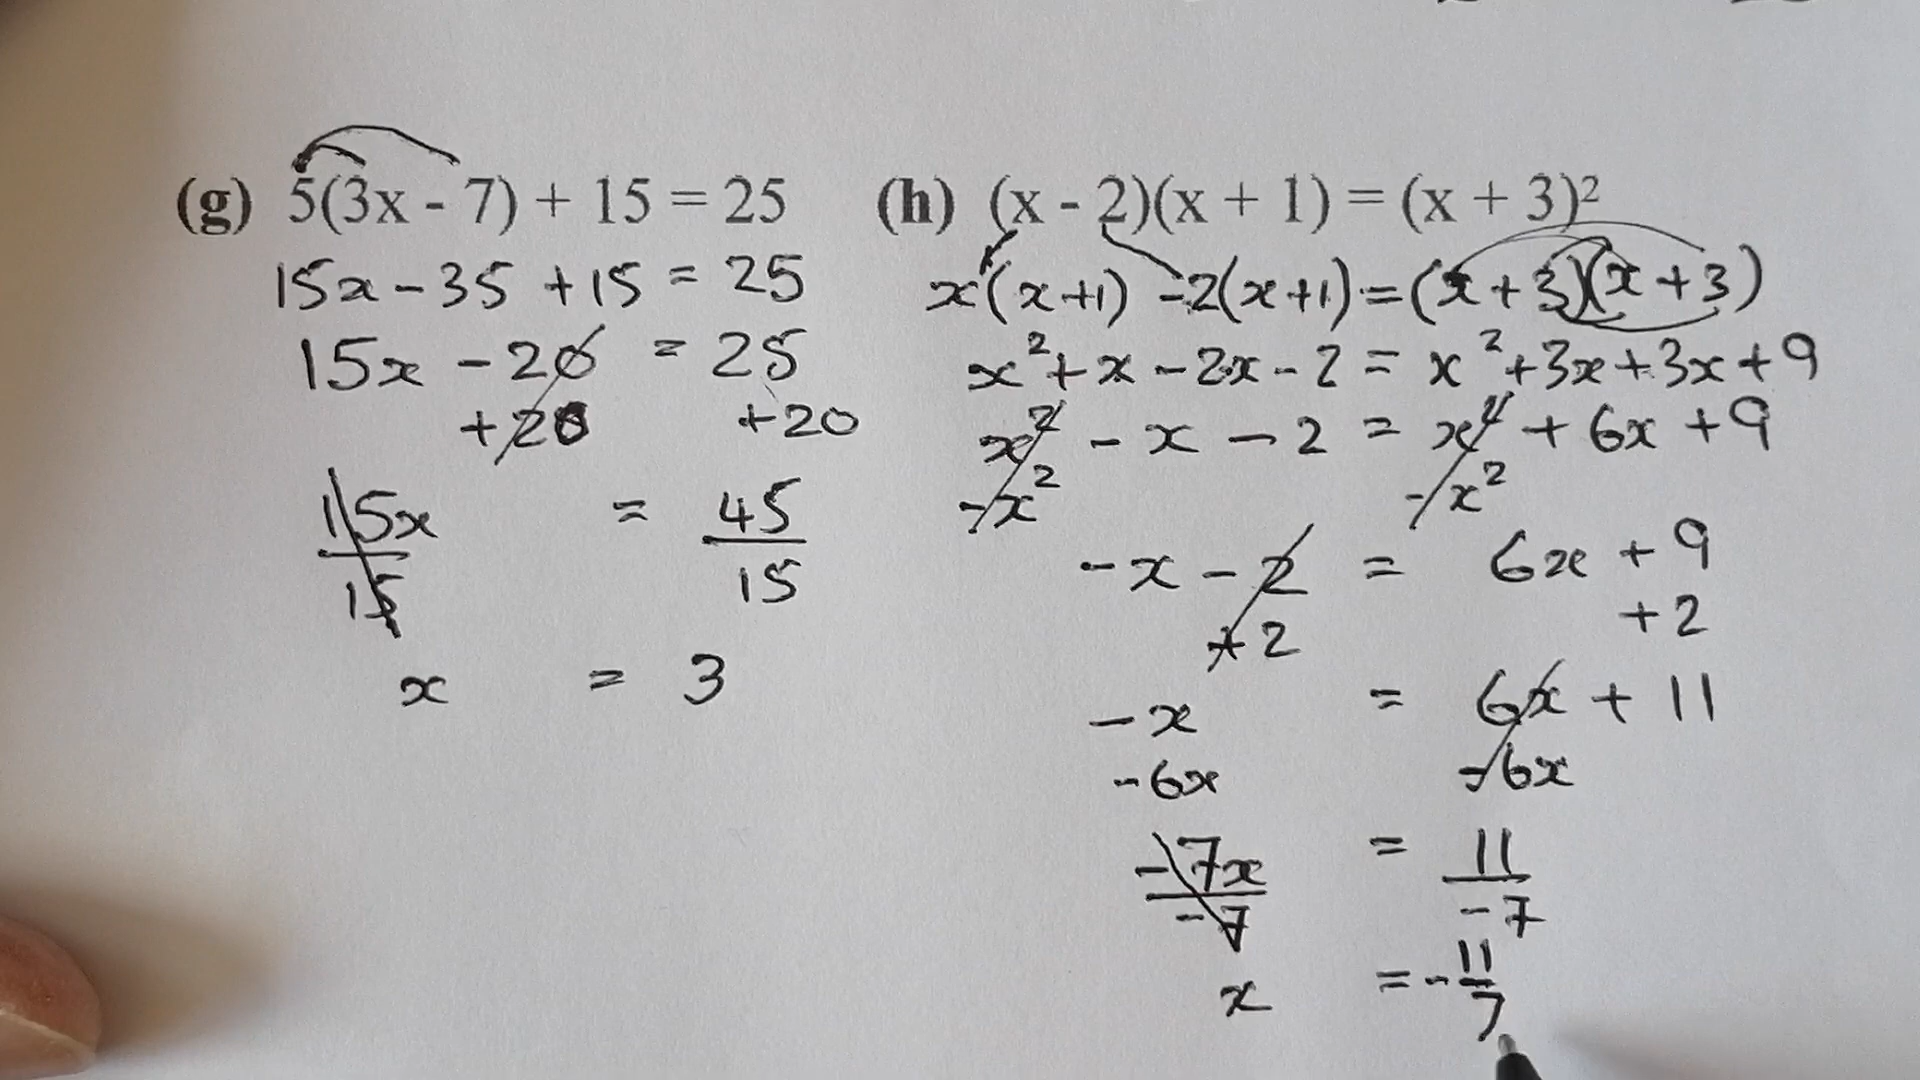 (g) 5(3x - 7) + 15 = 25
15x - 35 + 15 = 25
15x - 20 = 25
+20 +20
15x = 45
15 15
x = 3
(h) (x - 2)(x + 1) = (x + 3)²
x(x+1) -2(x+1) = (x+3)(x+3)
x² + x - 2x - 2 = x² + 3x + 3x + 9
x² - x - 2 = x² + 6x + 9
-x² -x²
-x - 2 = 6x + 9
+2 +2
-x = 6x + 11
-6x -6x
-7x = 11
-7 -7
x = -11
7